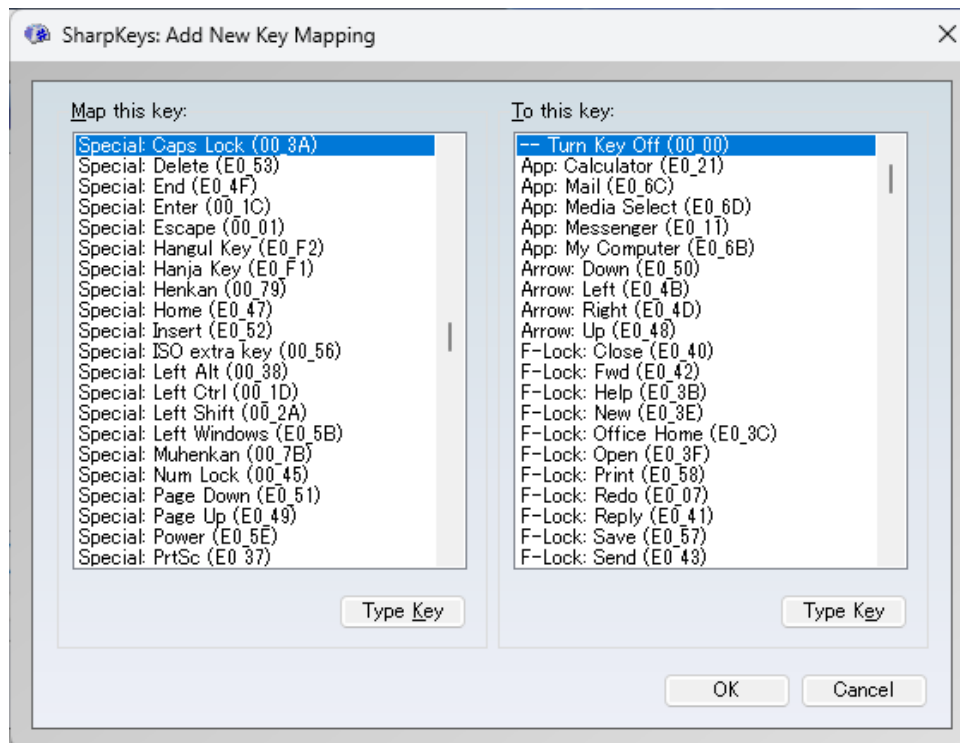 SharpKeys: Add New Key Mapping
Map this key:
Special: Caps Lock (00_3A)
Special: Delete (E0_53)
Special: End (E0_4F)
Special: Enter (00_1C)
Special: Escape (00_01)
Special: Hangul Key (E0_F2)
Special: Hanja Key (E0_F1)
Special: Henkan (00_79)
Special: Home (E0_47)
Special: Insert (E0_52)
Special: ISO extra key (00_56)
Special: Left Alt (00_38)
Special: Left Ctrl (00_1D)
Special: Left Shift (00_2A)
Special: Left Windows (E0_5B)
Special: Muhenkan (00_7B)
Special: Num Lock (00_45)
Special: Page Down (E0_51)
Special: Page Up (E0_49)
Special: Power (E0_5E)
Special: PrtSc (E0_37)
Type Key
To this key:
-- Turn Key Off (00_00)
App: Calculator (E0_21)
App: Mail (E0_6C)
App: Media Select (E0_6D)
App: Messenger (E0_11)
App: My Computer (E0_6B)
Arrow: Down (E0_50)
Arrow: Left (E0_4B)
Arrow: Right (E0_4D)
Arrow: Up (E0_48)
F-Lock: Close (E0_40)
F-Lock: Fwd (E0_42)
F-Lock: Help (E0_3B)
F-Lock: New (E0_3E)
F-Lock: Office Home (E0_3C)
F-Lock: Open (E0_3F)
F-Lock: Print (E0_58)
F-Lock: Redo (E0_07)
F-Lock: Reply (E0_41)
F-Lock: Save (E0_57)
F-Lock: Send (E0_43)
Type Key
OK
Cancel